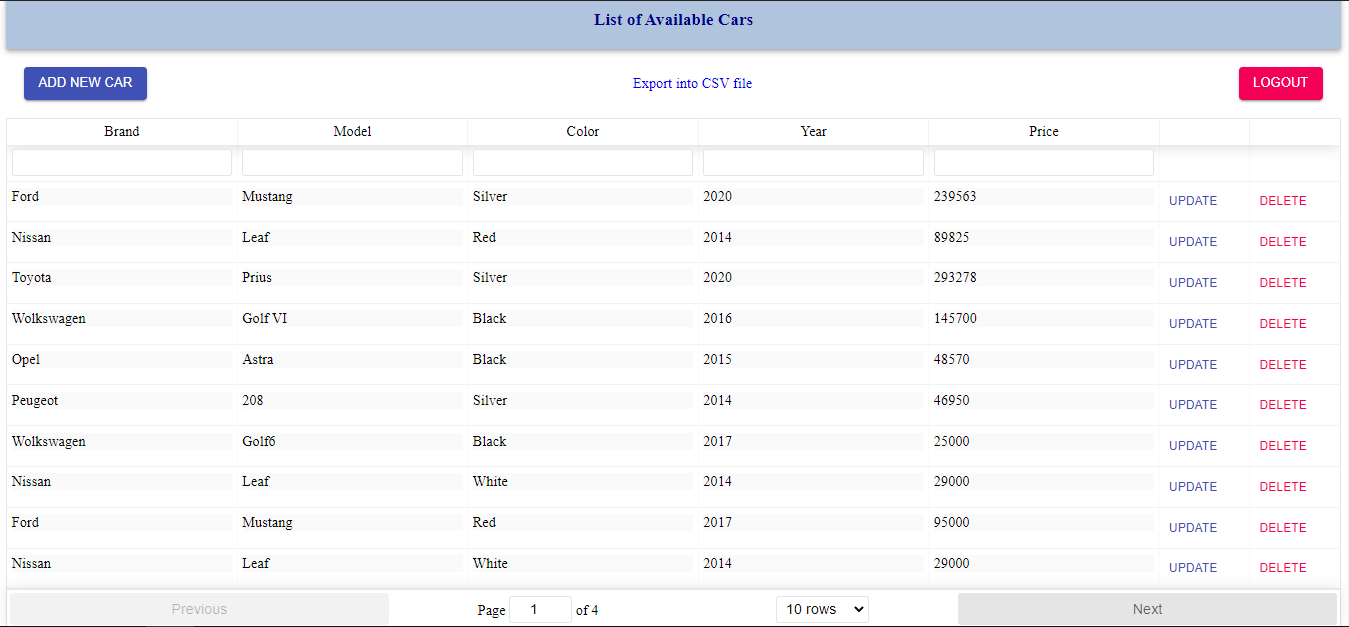 List of Available Cars
ADD NEW CAR Export into CSV file LOGOUT
Brand Model Color Year Price
Ford Mustang Silver 2020 239563 UPDATE DELETE
Nissan Leaf Red 2014 89825 UPDATE DELETE
Toyota Prius Silver 2020 293278 UPDATE DELETE
Wolkswagen Golf VI Black 2016 145700 UPDATE DELETE
Opel Astra Black 2015 48570 UPDATE DELETE
Peugeot 208 Silver 2014 46950 UPDATE DELETE
Wolkswagen Golf6 Black 2017 25000 UPDATE DELETE
Nissan Leaf White 2014 29000 UPDATE DELETE
Ford Mustang Red 2017 95000 UPDATE DELETE
Nissan Leaf White 2014 29000 UPDATE DELETE
Previous Page 1 of 4 10 rows Next